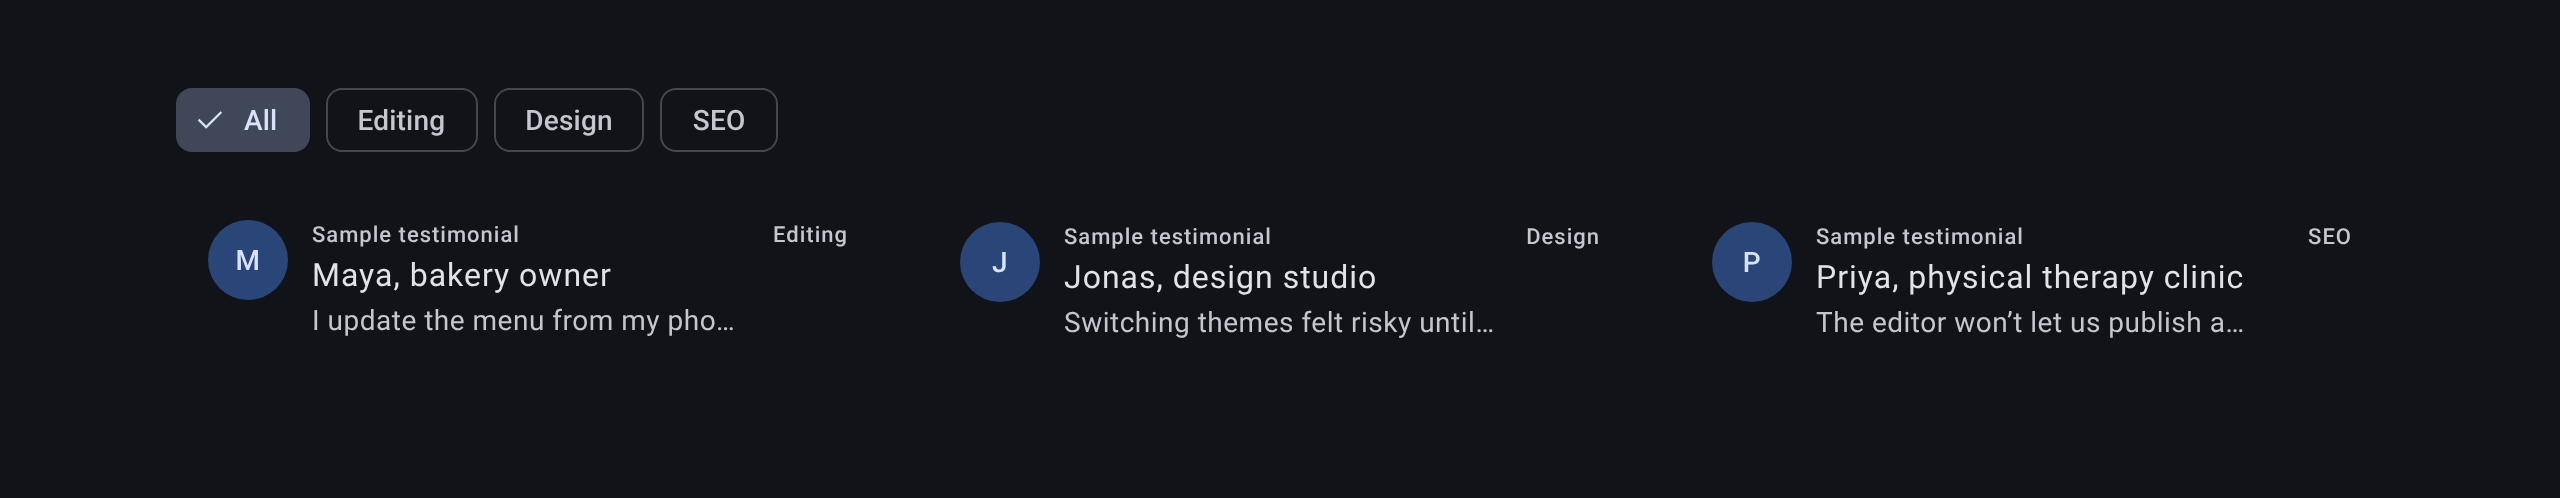 All
Editing
Design
SEO
M
Sample testimonial
Editing
Maya, bakery owner
I update the menu from my pho…
J
Sample testimonial
Design
Jonas, design studio
Switching themes felt risky until…
P
Sample testimonial
SEO
Priya, physical therapy clinic
The editor won’t let us publish a…